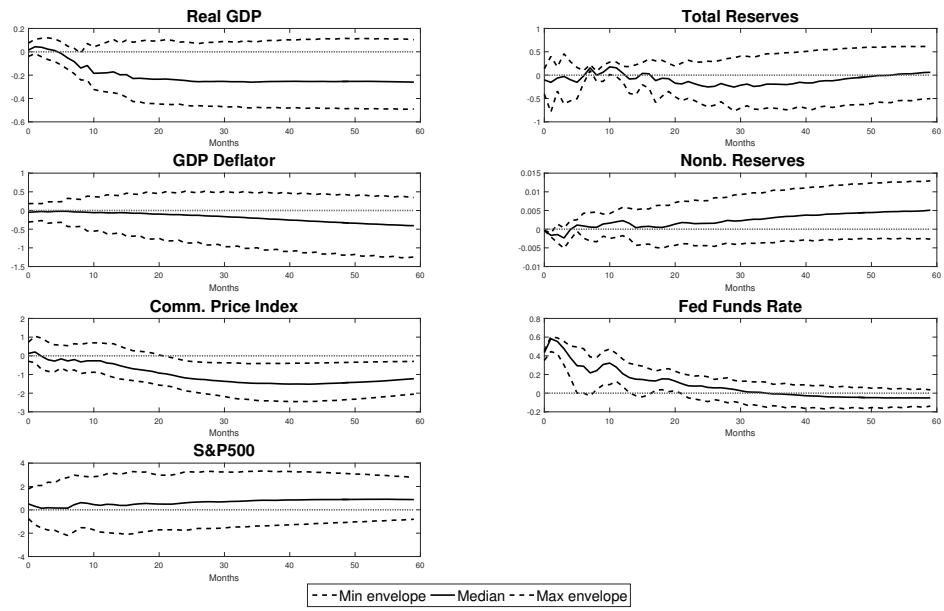 Real GDP
0.2
0
-0.2
-0.4
-0.6
0 10 20 30 40 50 60
Months
Total Reserves
1
0.5
0
-0.5
-1
0 10 20 30 40 50 60
Months
GDP Deflator
1
0.5
0
-0.5
-1
-1.5
0 10 20 30 40 50 60
Months
Nonb. Reserves
0.015
0.01
0.005
0
-0.005
-0.01
0 10 20 30 40 50 60
Months
Comm. Price Index
2
1
0
-1
-2
-3
0 10 20 30 40 50 60
Months
Fed Funds Rate
0.8
0.6
0.4
0.2
0
-0.2
0 10 20 30 40 50 60
Months
S&P500
4
2
0
-2
-4
0 10 20 30 40 50 60
Months
Min envelope Median Max envelope